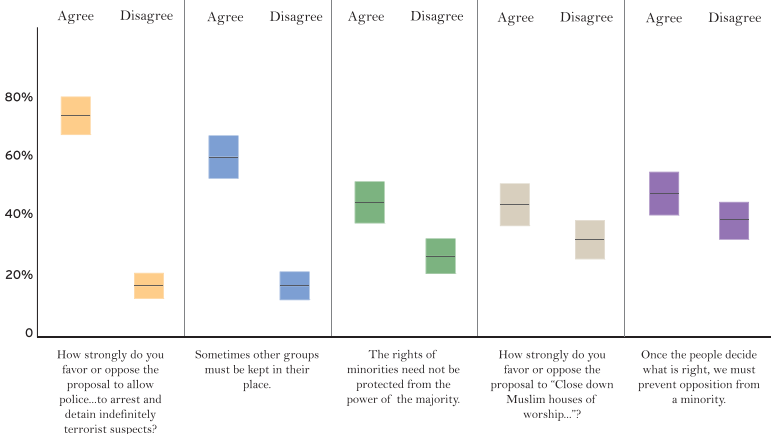 Agree Disagree Agree Disagree Agree Disagree Agree Disagree Agree Disagree
80%
60%
40%
20%
0
How strongly do you
favor or oppose the
proposal to allow
police...to arrest and
detain indefinitely
terrorist suspects?
Sometimes other groups
must be kept in their
place.
The rights of
minorities need not be
protected from the
power of the majority.
How strongly do you
favor or oppose the
proposal to “Close down
Muslim houses of
worship...”?
Once the people decide
what is right, we must
prevent opposition from
a minority.